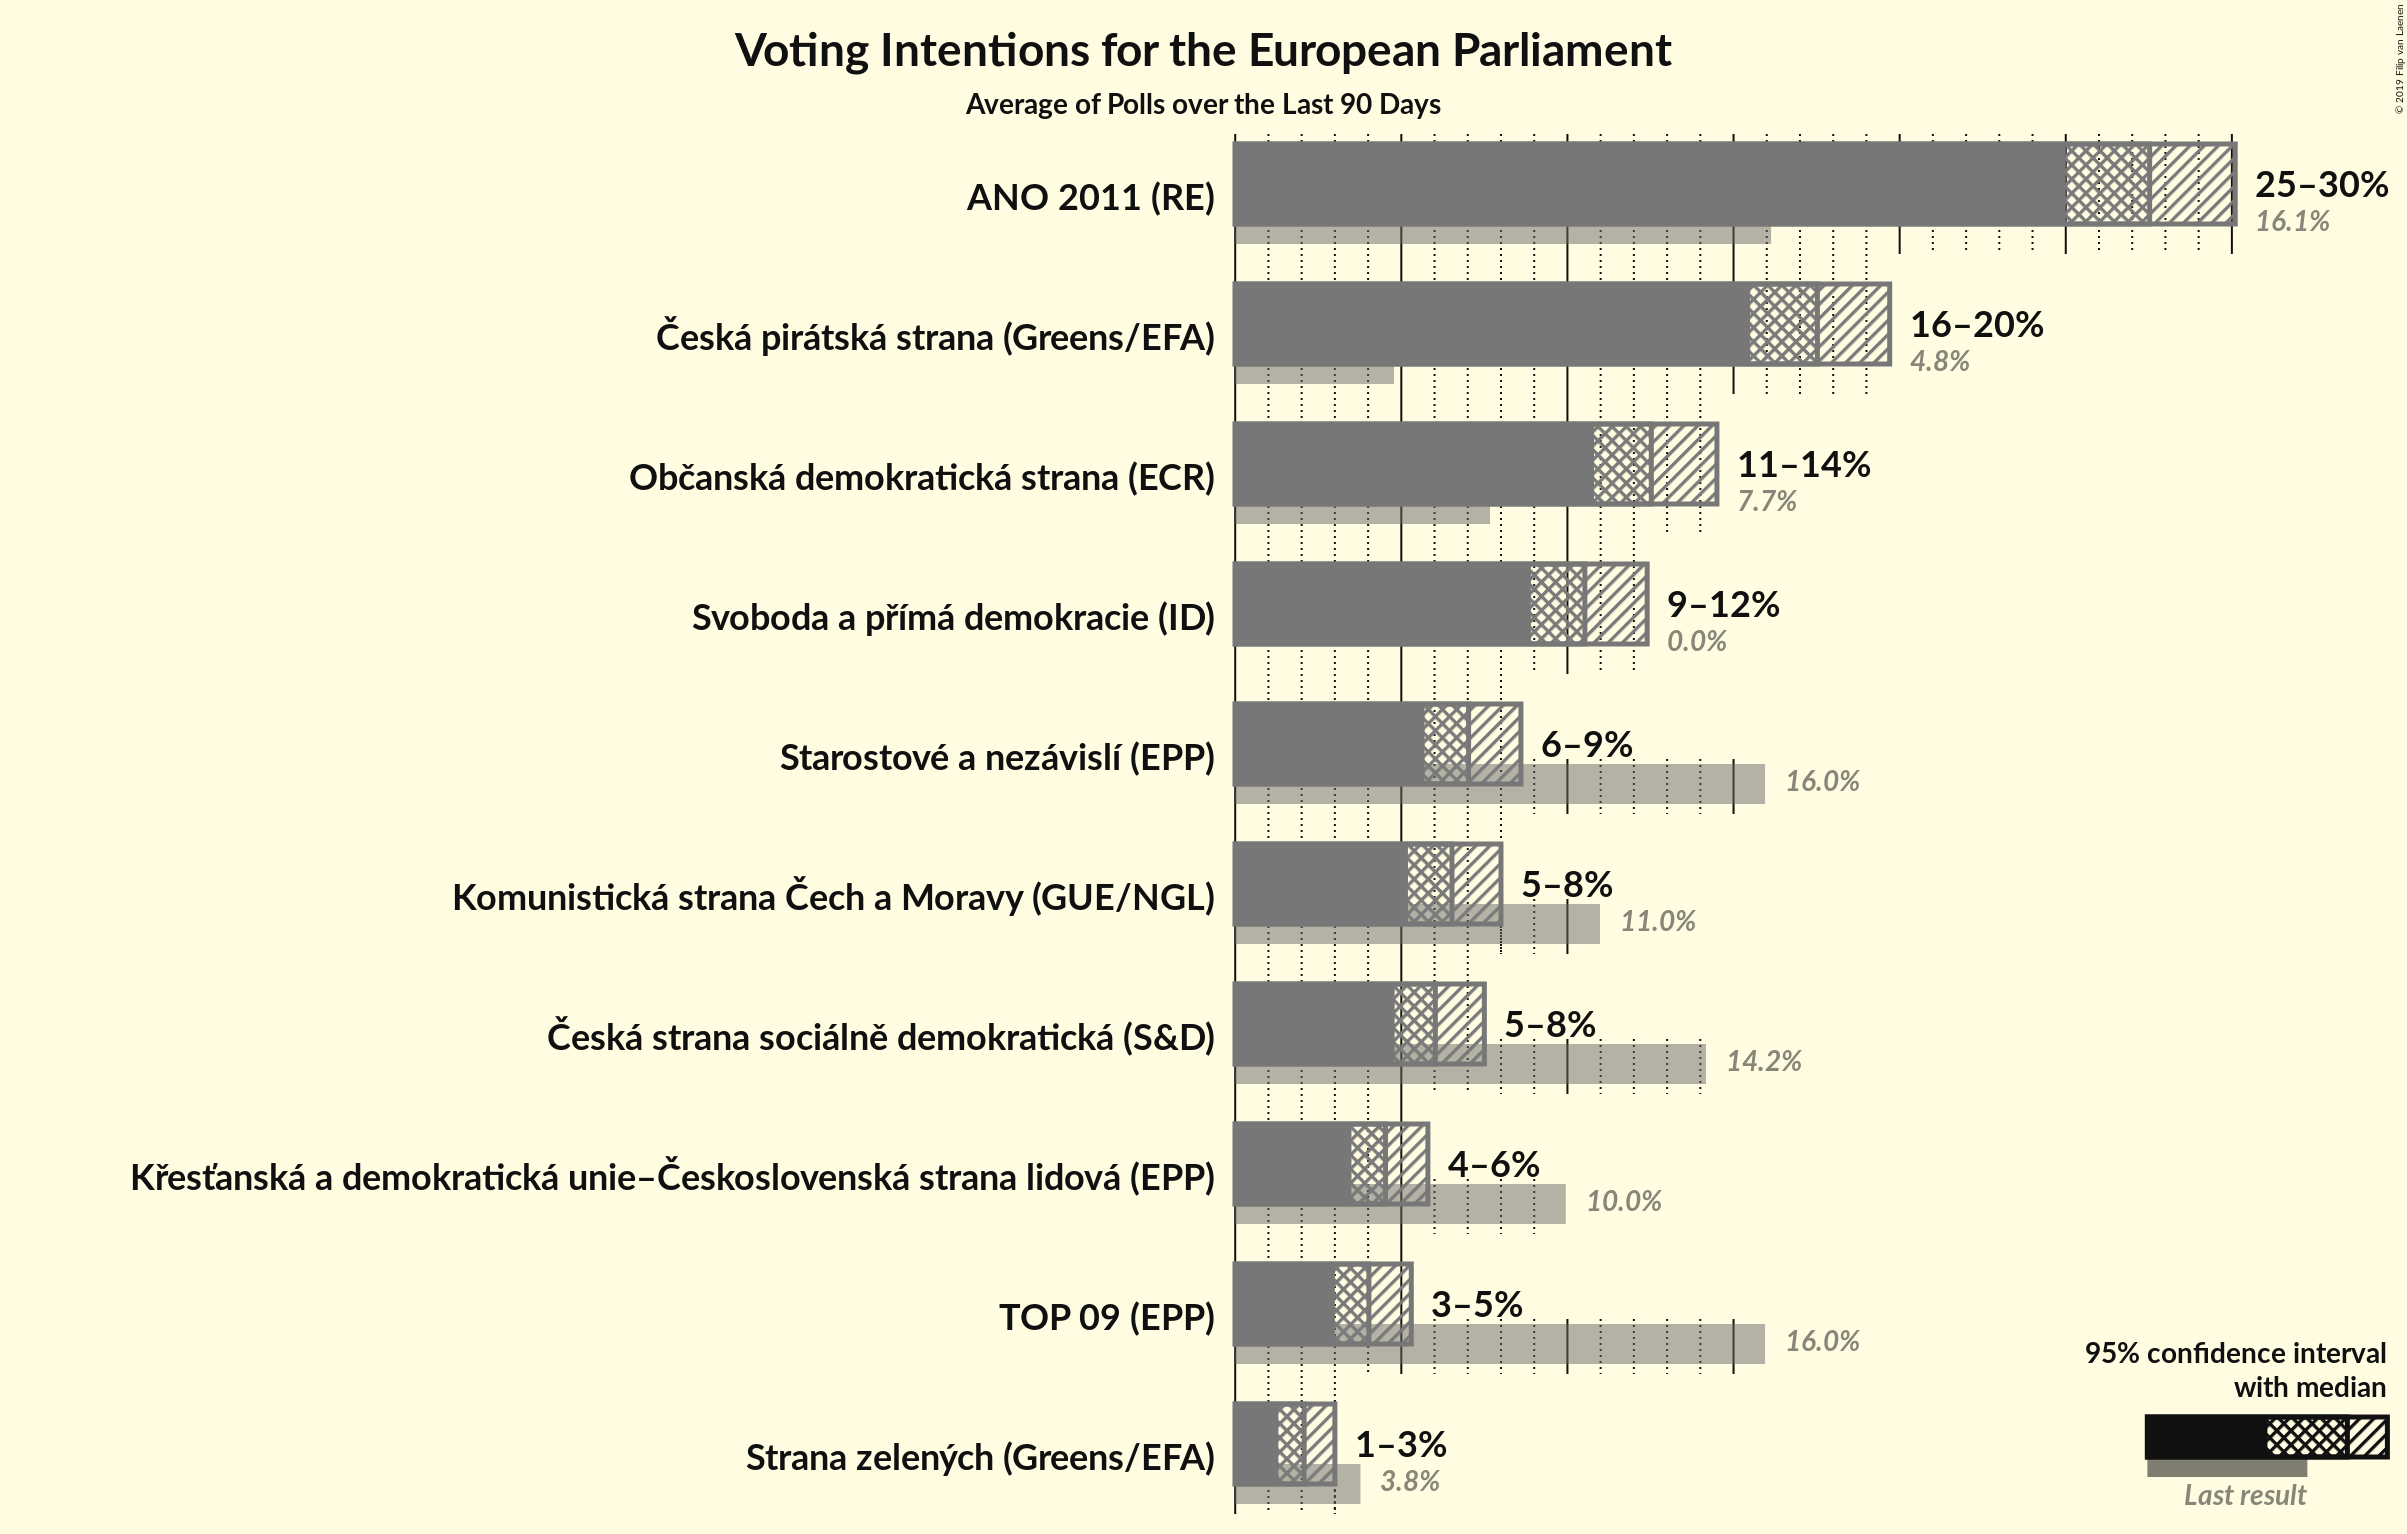 Voting Intentions for the European Parliament
Average of Polls over the Last 90 Days
© 2019 Filip van Laenen
ANO 2011 (RE)
25–30%
16.1%
Česká pirátská strana (Greens/EFA)
16–20%
4.8%
Občanská demokratická strana (ECR)
11–14%
7.7%
Svoboda a přímá demokracie (ID)
9–12%
0.0%
Starostové a nezávislí (EPP)
6–9%
16.0%
Komunistická strana Čech a Moravy (GUE/NGL)
5–8%
11.0%
Česká strana sociálně demokratická (S&D)
5–8%
14.2%
Křesťanská a demokratická unie–Československá strana lidová (EPP)
4–6%
10.0%
TOP 09 (EPP)
3–5%
16.0%
Strana zelených (Greens/EFA)
1–3%
3.8%
95% confidence interval
with median
Last result